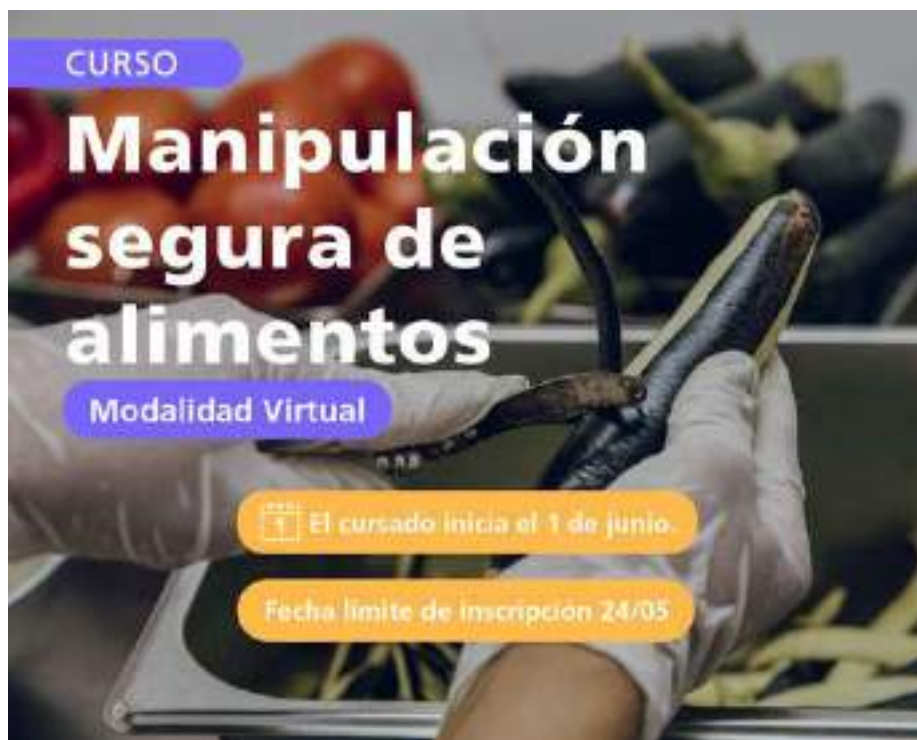 CURSO
Manipulación
segura de
alimentos
Modalidad Virtual
1
El cursado inicia el 1 de junio.
Fecha límite de inscripción 24/05